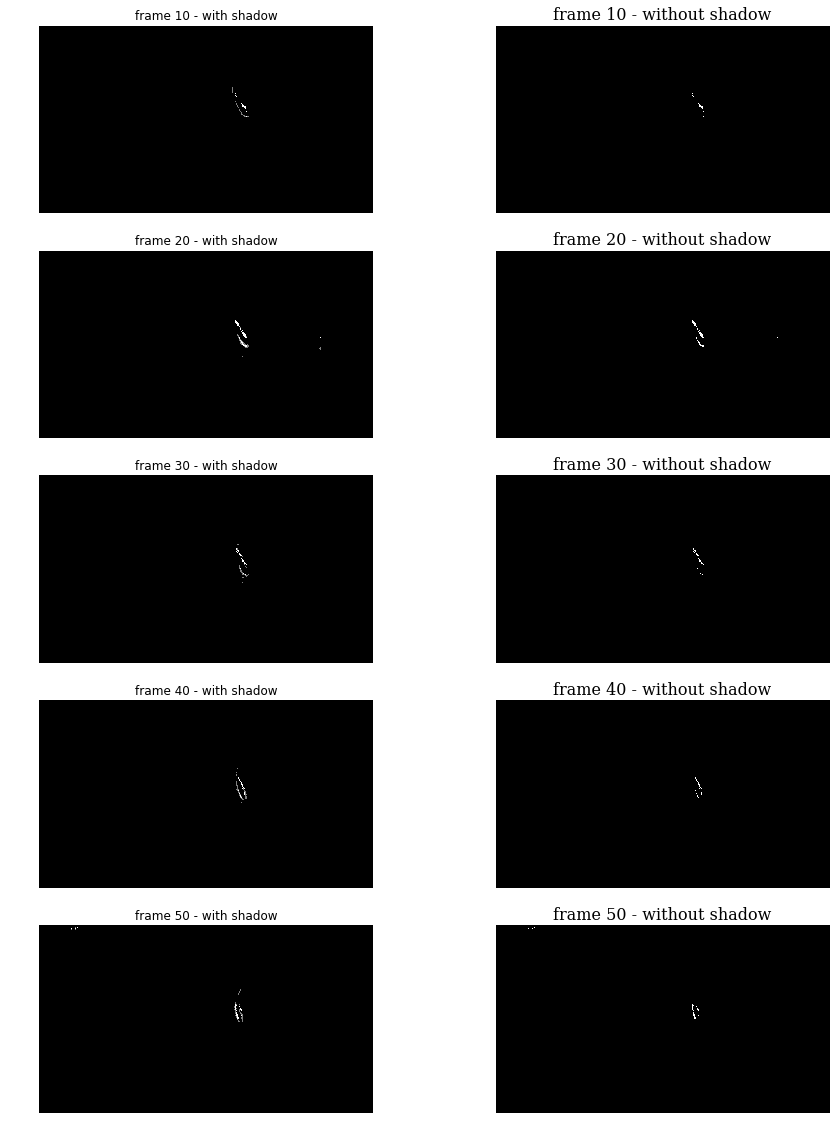 frame 10 - with shadow
frame 10 - without shadow
frame 20 - with shadow
frame 20 - without shadow
frame 30 - with shadow
frame 30 - without shadow
frame 40 - with shadow
frame 40 - without shadow
frame 50 - with shadow
frame 50 - without shadow